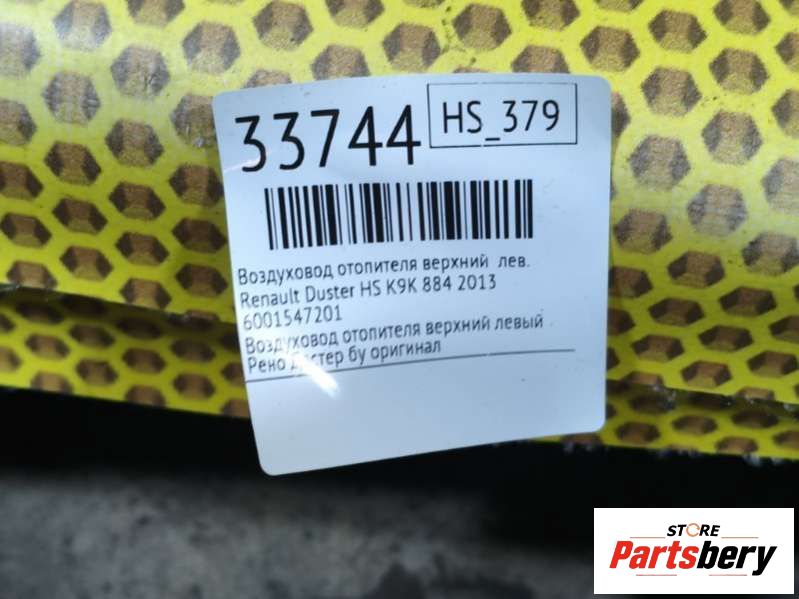 33744
HS_379
Воздуховод отопителя верхний лев.
Renault Duster HS K9K 884 2013
6001547201
Воздуховод отопителя верхний левый
Рено Дастер бу оригинал
STORE
Partsbery